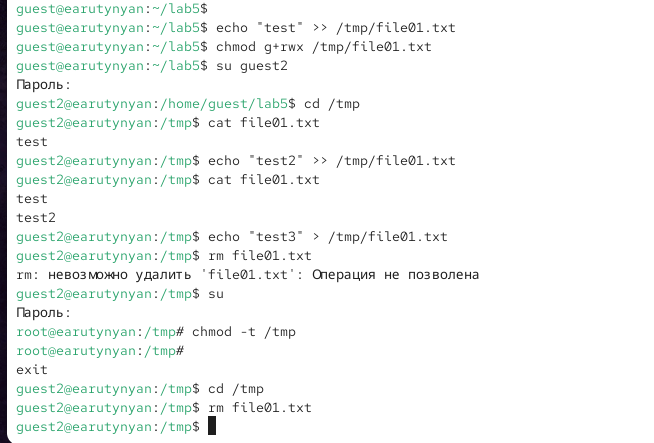 guest@earutynyan:~/lab5$
guest@earutynyan:~/lab5$ echo "test" >> /tmp/file01.txt
guest@earutynyan:~/lab5$ chmod g+rwx /tmp/file01.txt
guest@earutynyan:~/lab5$ su guest2
Пароль:
guest2@earutynyan:/home/guest/lab5$ cd /tmp
guest2@earutynyan:/tmp$ cat file01.txt
test
guest2@earutynyan:/tmp$ echo "test2" >> /tmp/file01.txt
guest2@earutynyan:/tmp$ cat file01.txt
test
test2
guest2@earutynyan:/tmp$ echo "test3" > /tmp/file01.txt
guest2@earutynyan:/tmp$ rm file01.txt
rm: невозможно удалить 'file01.txt': Операция не позволена
guest2@earutynyan:/tmp$ su
Пароль:
root@earutynyan:/tmp# chmod -t /tmp
root@earutynyan:/tmp#
exit
guest2@earutynyan:/tmp$ cd /tmp
guest2@earutynyan:/tmp$ rm file01.txt
guest2@earutynyan:/tmp$